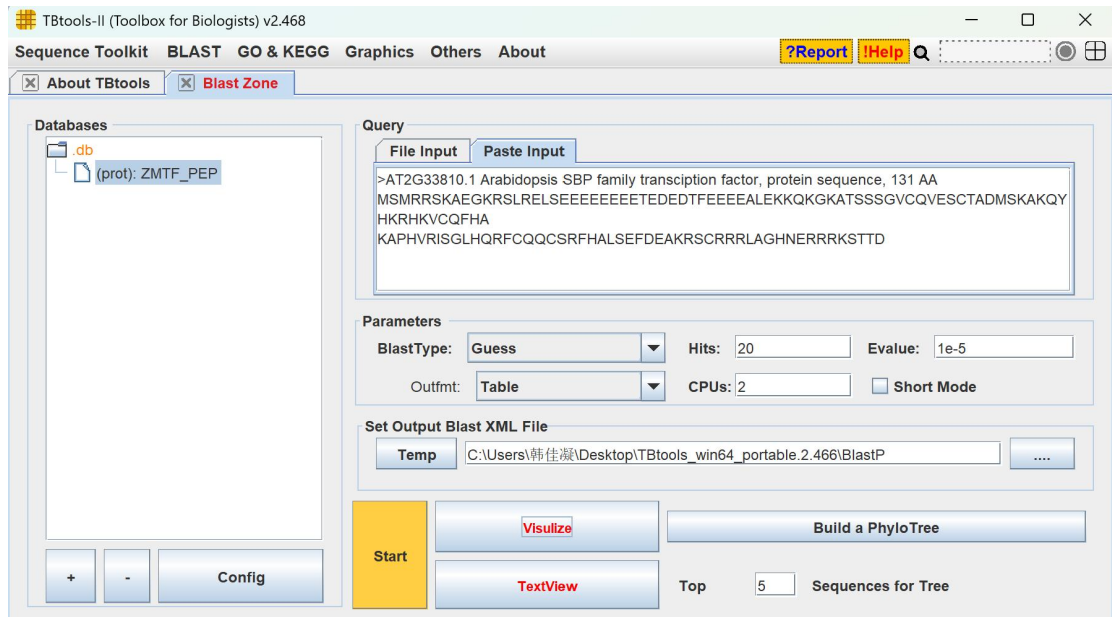 TBtools-II (Toolbox for Biologists) v2.468
Sequence Toolkit BLAST GO & KEGG Graphics Others About ?Report !Help
About TBtools Blast Zone
Databases
.db
(prot): ZMTF_PEP
+ - Config
Query
File Input Paste Input
>AT2G33810.1 Arabidopsis SBP family transciption factor, protein sequence, 131 AA
MSMRRSKAEGKRSLRELSEEEEEEEETEDEDTFEEEEALEKKQKGKATSSSGVCQVESCTADMSKAKQY
HKRHKVCQFHA
KAPHVRISGLHQRFCQQCSRFHALSEFDEAKRSCRRRLAGHNERRRKSTTD
Parameters
BlastType: Guess Hits: 20 Evalue: 1e-5
Outfmt: Table CPUs: 2 Short Mode
Set Output Blast XML File
Temp C:\Users\韩佳凝\Desktop\TBtools_win64_portable.2.466\BlastP ....
Start
Visulize Build a PhyloTree
TextView Top 5 Sequences for Tree